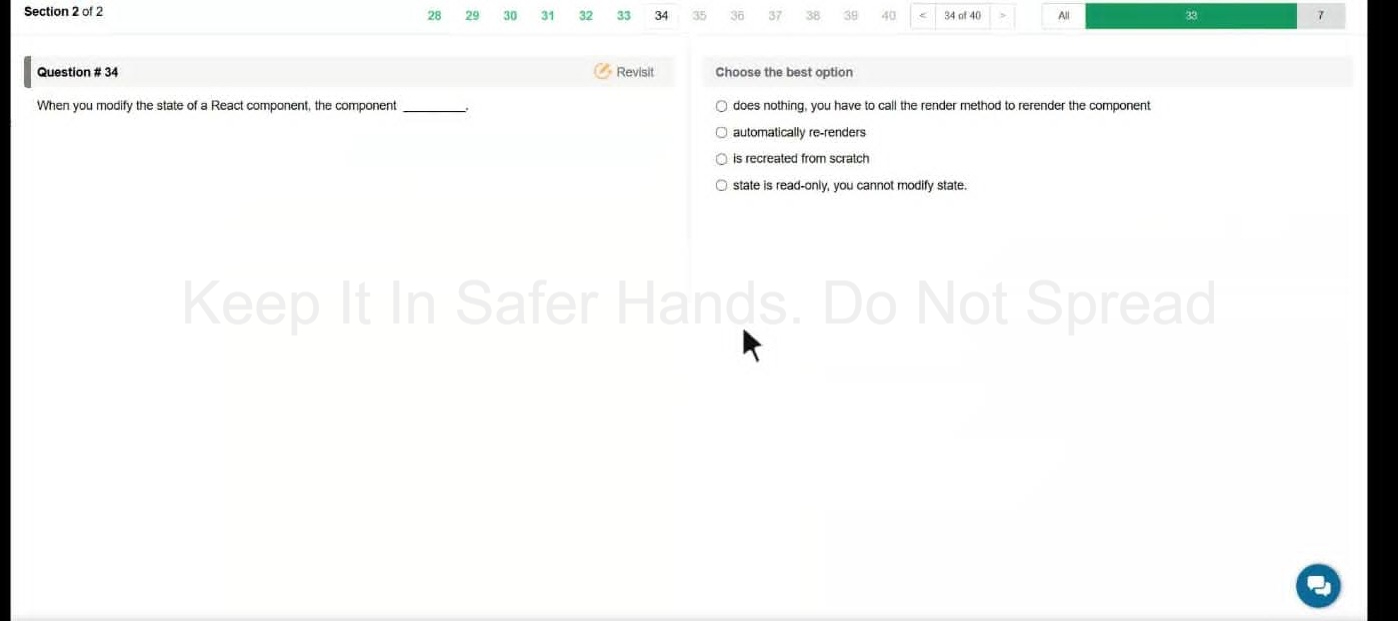 Section 2 of 2
28 29 30 31 32 33 34 35 36 37 38 39 40 < 34 of 40 > All 33 7
Question # 34
Revisit
When you modify the state of a React component, the component _________.
Choose the best option
does nothing, you have to call the render method to rerender the component
automatically re-renders
is recreated from scratch
state is read-only, you cannot modify state.
Keep It In Safer Hands. Do Not Spread